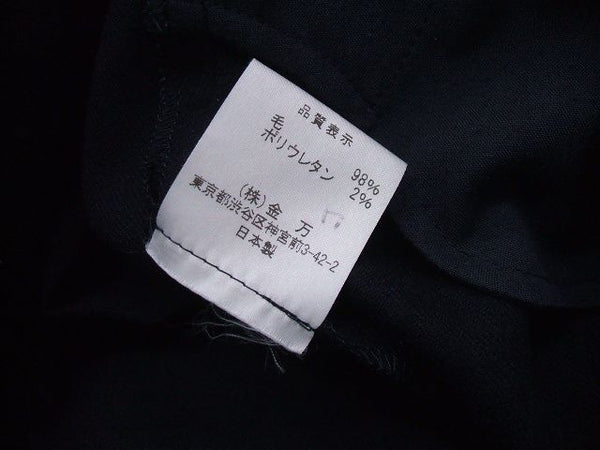 品質表示
毛 98%
ポリウレタン 2%
(株)金万
東京都渋谷区神宮前3-42-2
日本製